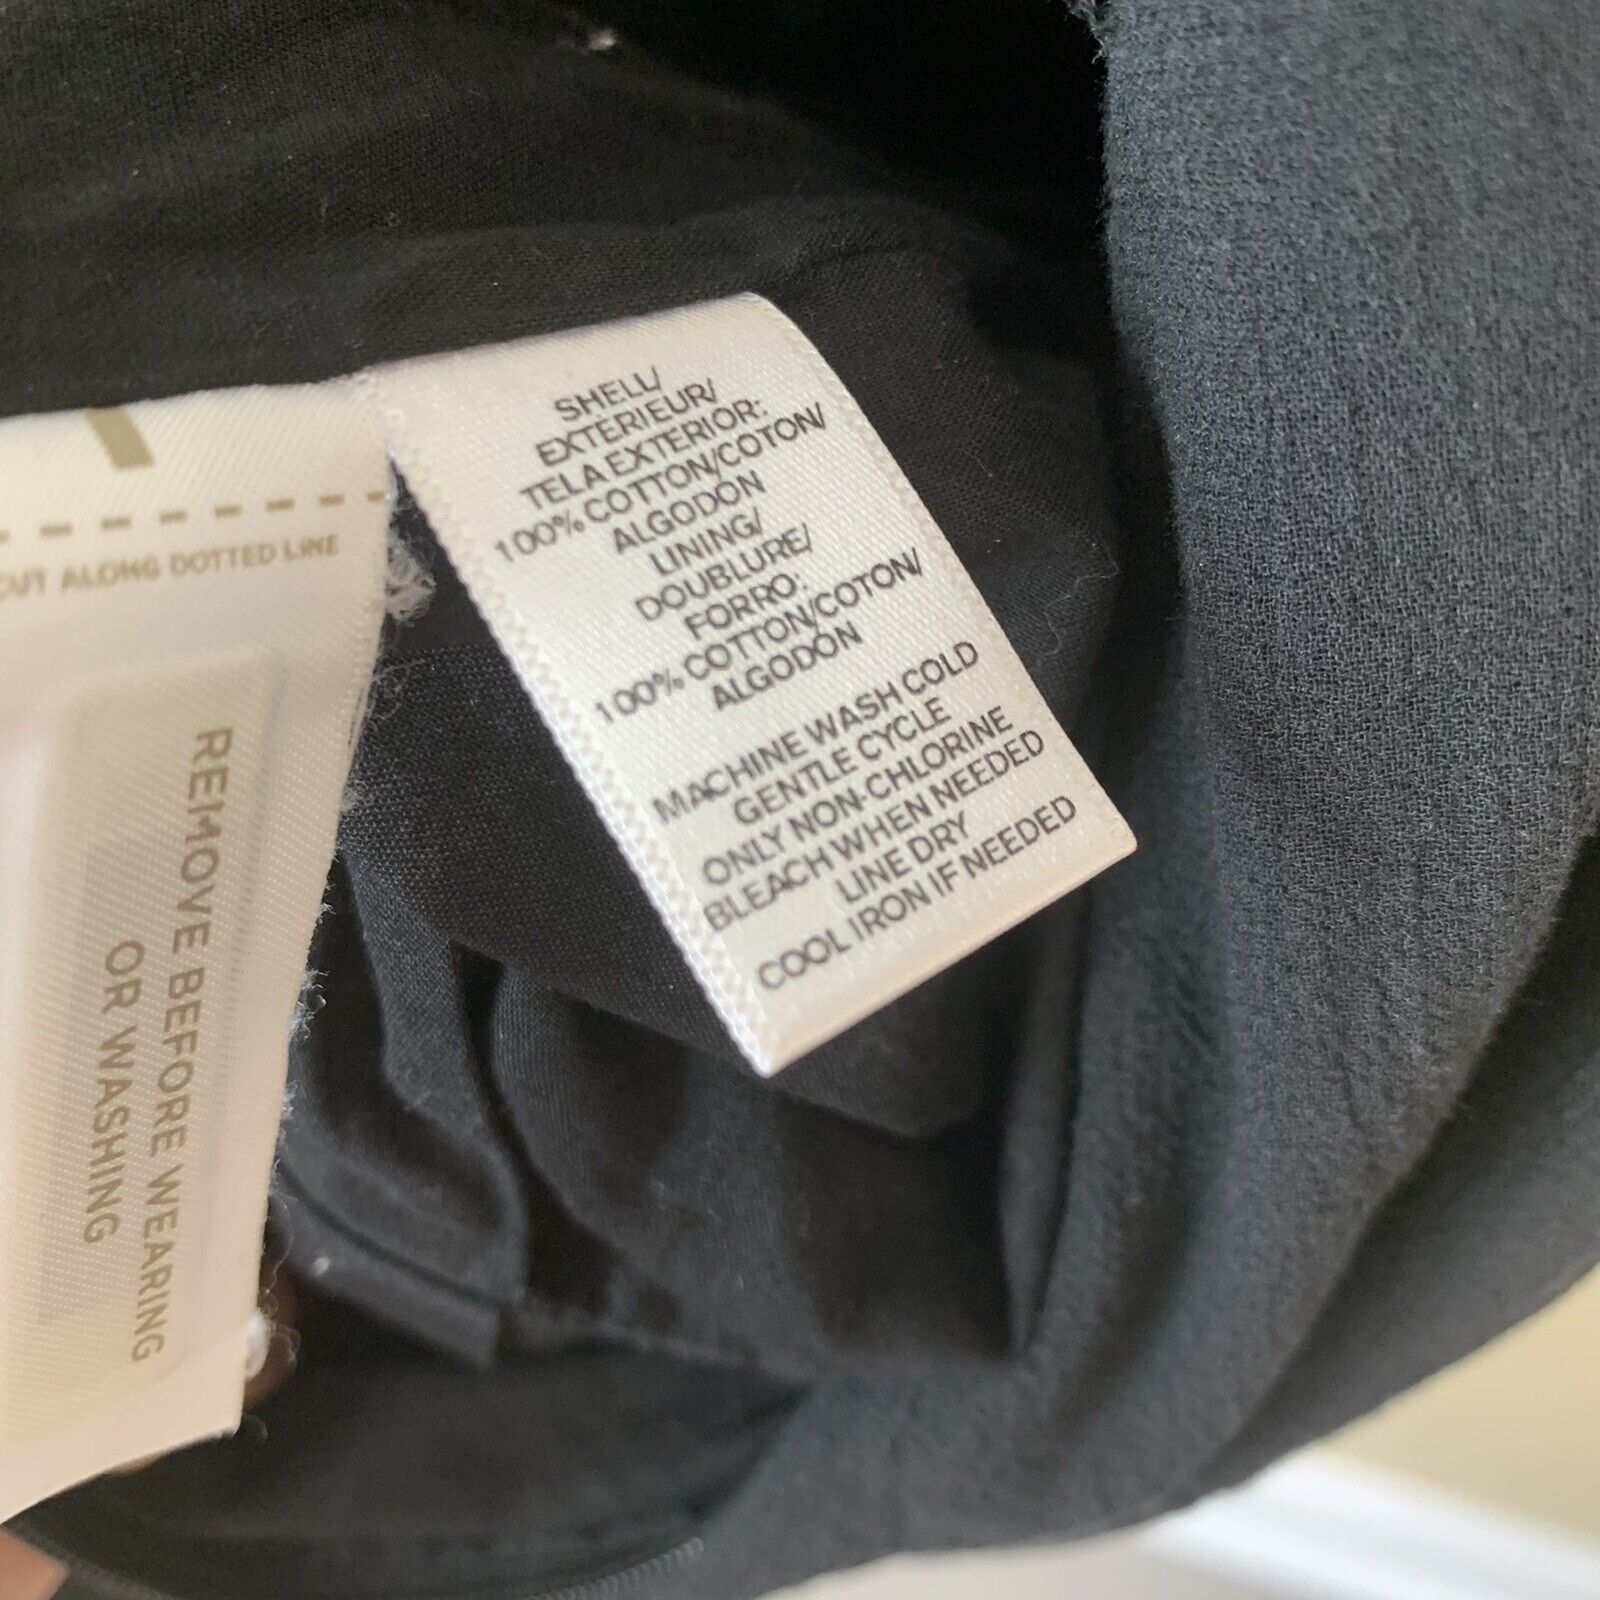 SHELL/
EXTÉRIEUR/
TELA EXTERIOR:
100% COTTON/COTON/
ALGODON
LINING/
DOUBLURE/
FORRO:
100% COTTON/COTON/
ALGODÓN
MACHINE WASH COLD
GENTLE CYCLE
ONLY NON-CHLORINE
BLEACH WHEN NEEDED
LINE DRY
COOL IRON IF NEEDED
CUT ALONG DOTTED LINE
REMOVE BEFORE WEARING
OR WASHING